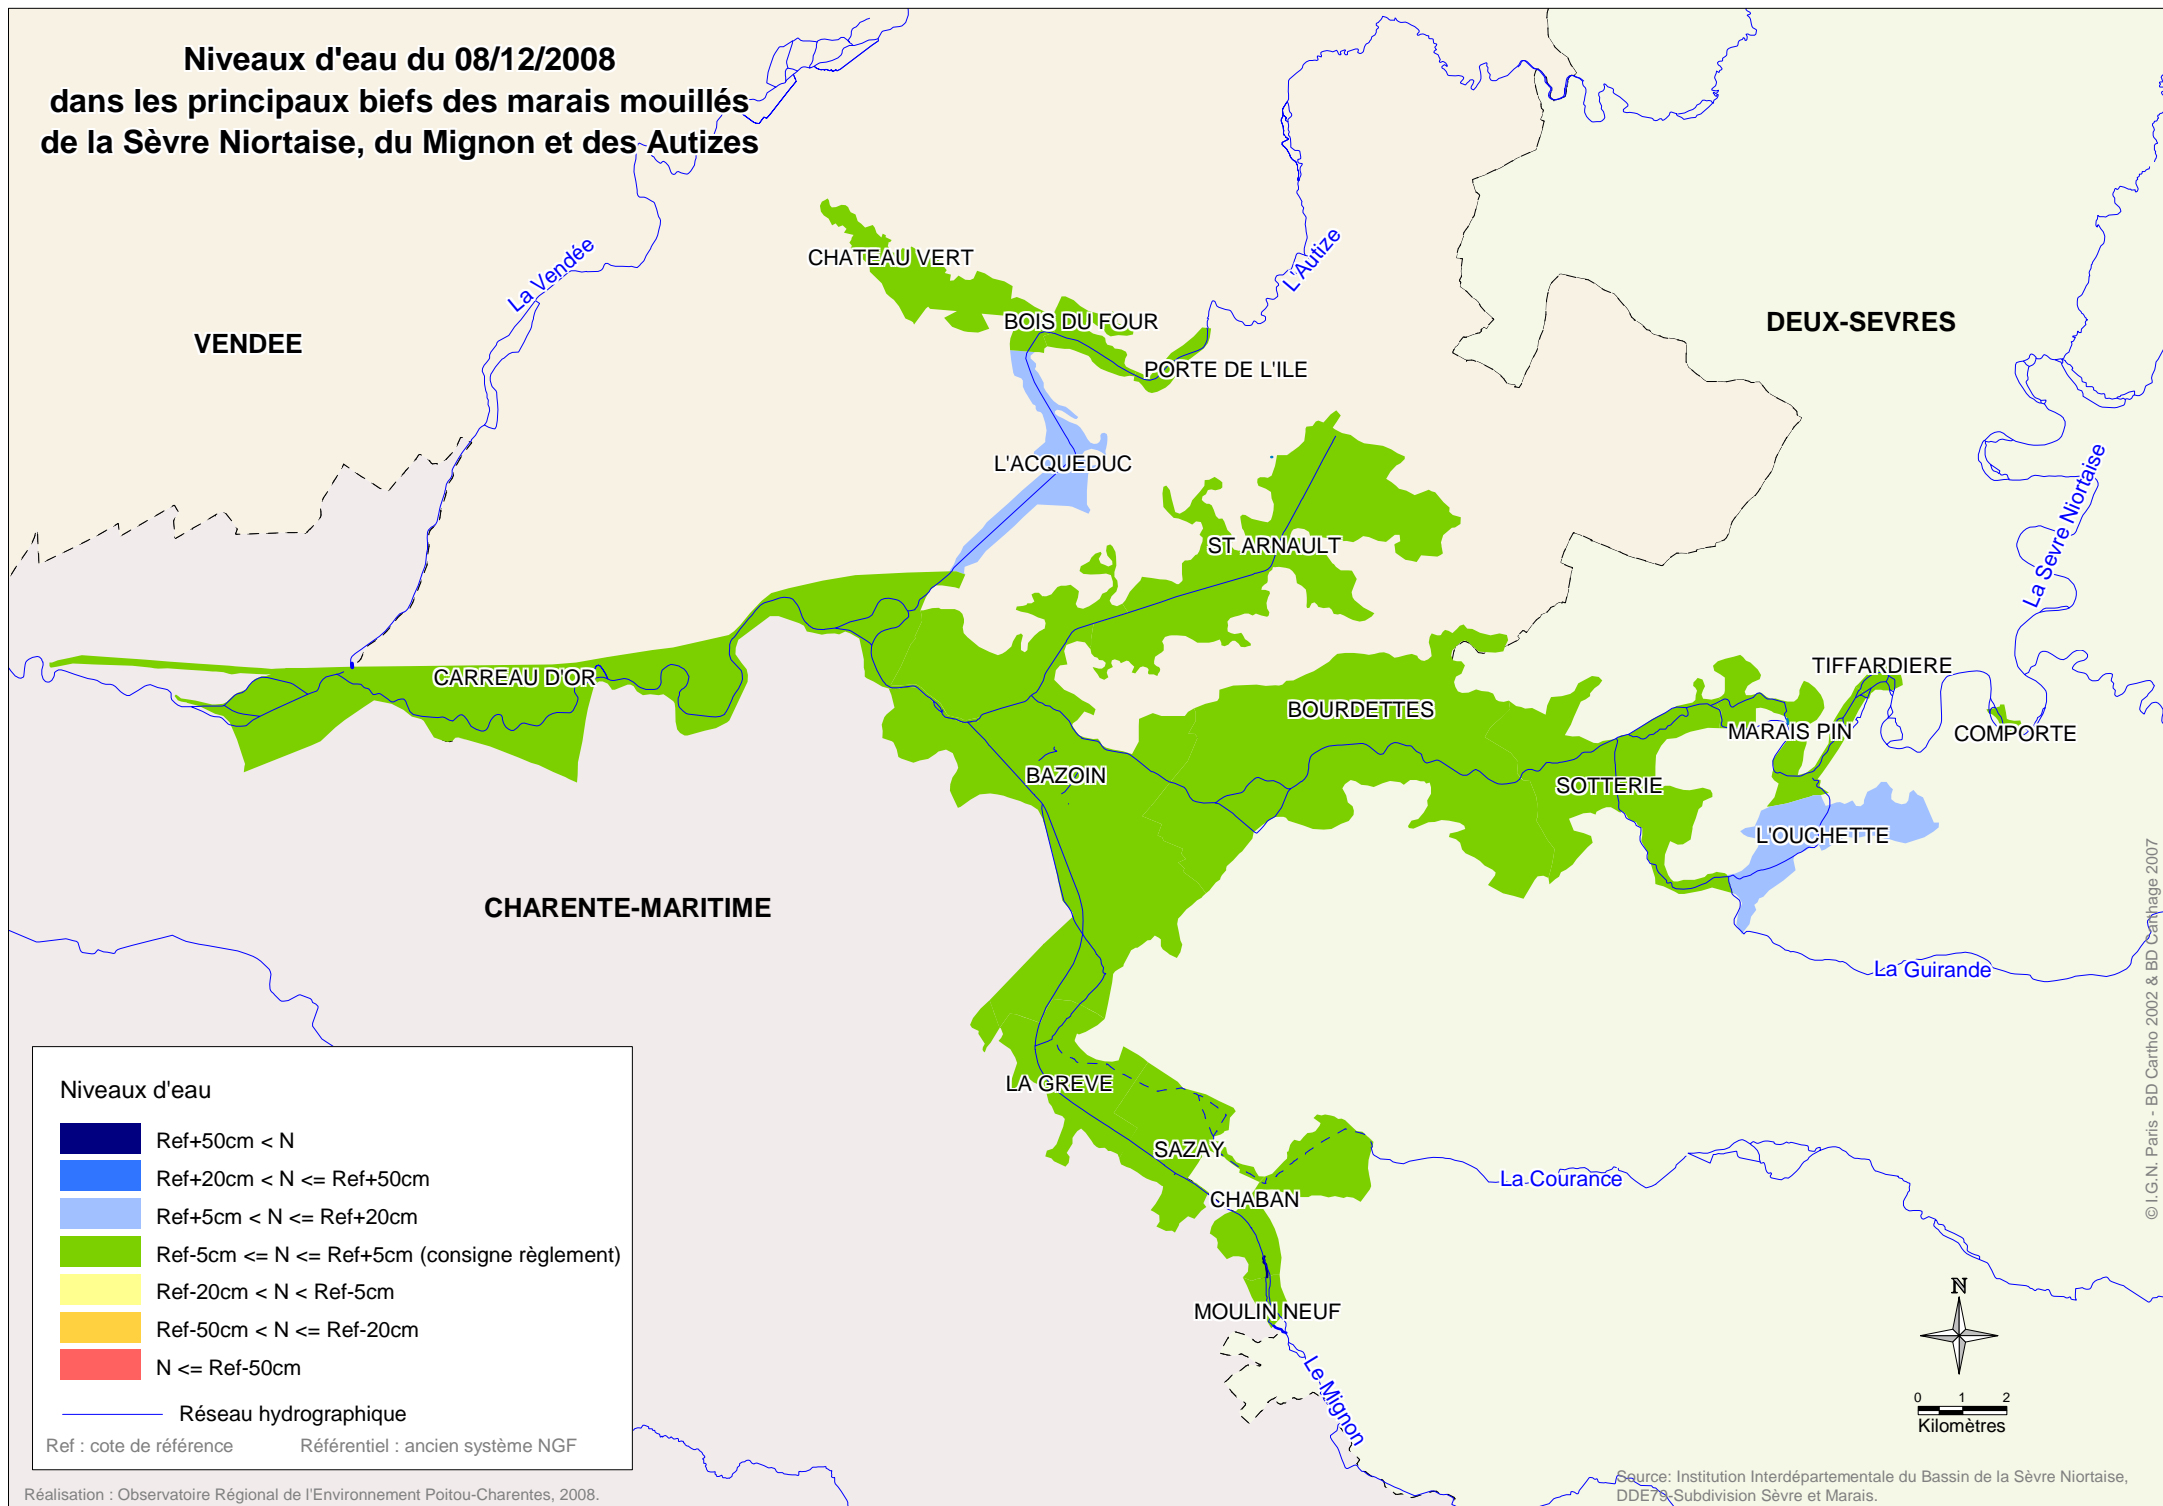 Niveaux d'eau du 08/12/2008
dans les principaux biefs des marais mouillés
de la Sèvre Niortaise, du Mignon et des Autizes
La Vendée
L'Autize
CHATEAU VERT
BOIS DU FOUR
PORTE DE L'ILE
VENDEE
DEUX-SEVRES
L'ACQUEDUC
ST ARNAULT
La Sevre Niortaise
CARREAU D'OR
BOURDETTES
TIFFARDIERE
MARAIS PIN
COMPORTE
BAZOIN
SOTTERIE
L'OUCHETTE
CHARENTE-MARITIME
La Guirande
LA GREVE
SAZAY
CHABAN
La Courance
MOULIN NEUF
Le Mignon
Niveaux d'eau
Ref+50cm < N
Ref+20cm < N <= Ref+50cm
Ref+5cm < N <= Ref+20cm
Ref-5cm <= N <= Ref+5cm (consigne règlement)
Ref-20cm < N < Ref-5cm
Ref-50cm < N <= Ref-20cm
N <= Ref-50cm
Réseau hydrographique
Ref : cote de référence Référentiel : ancien système NGF
N
0 1 2
Kilomètres
Réalisation : Observatoire Régional de l'Environnement Poitou-Charentes, 2008.
Source: Institution Interdépartementale du Bassin de la Sèvre Niortaise,
DDE79-Subdivision Sèvre et Marais.
© I.G.N. Paris - BD Cartho 2002 & BD Carthage 2007